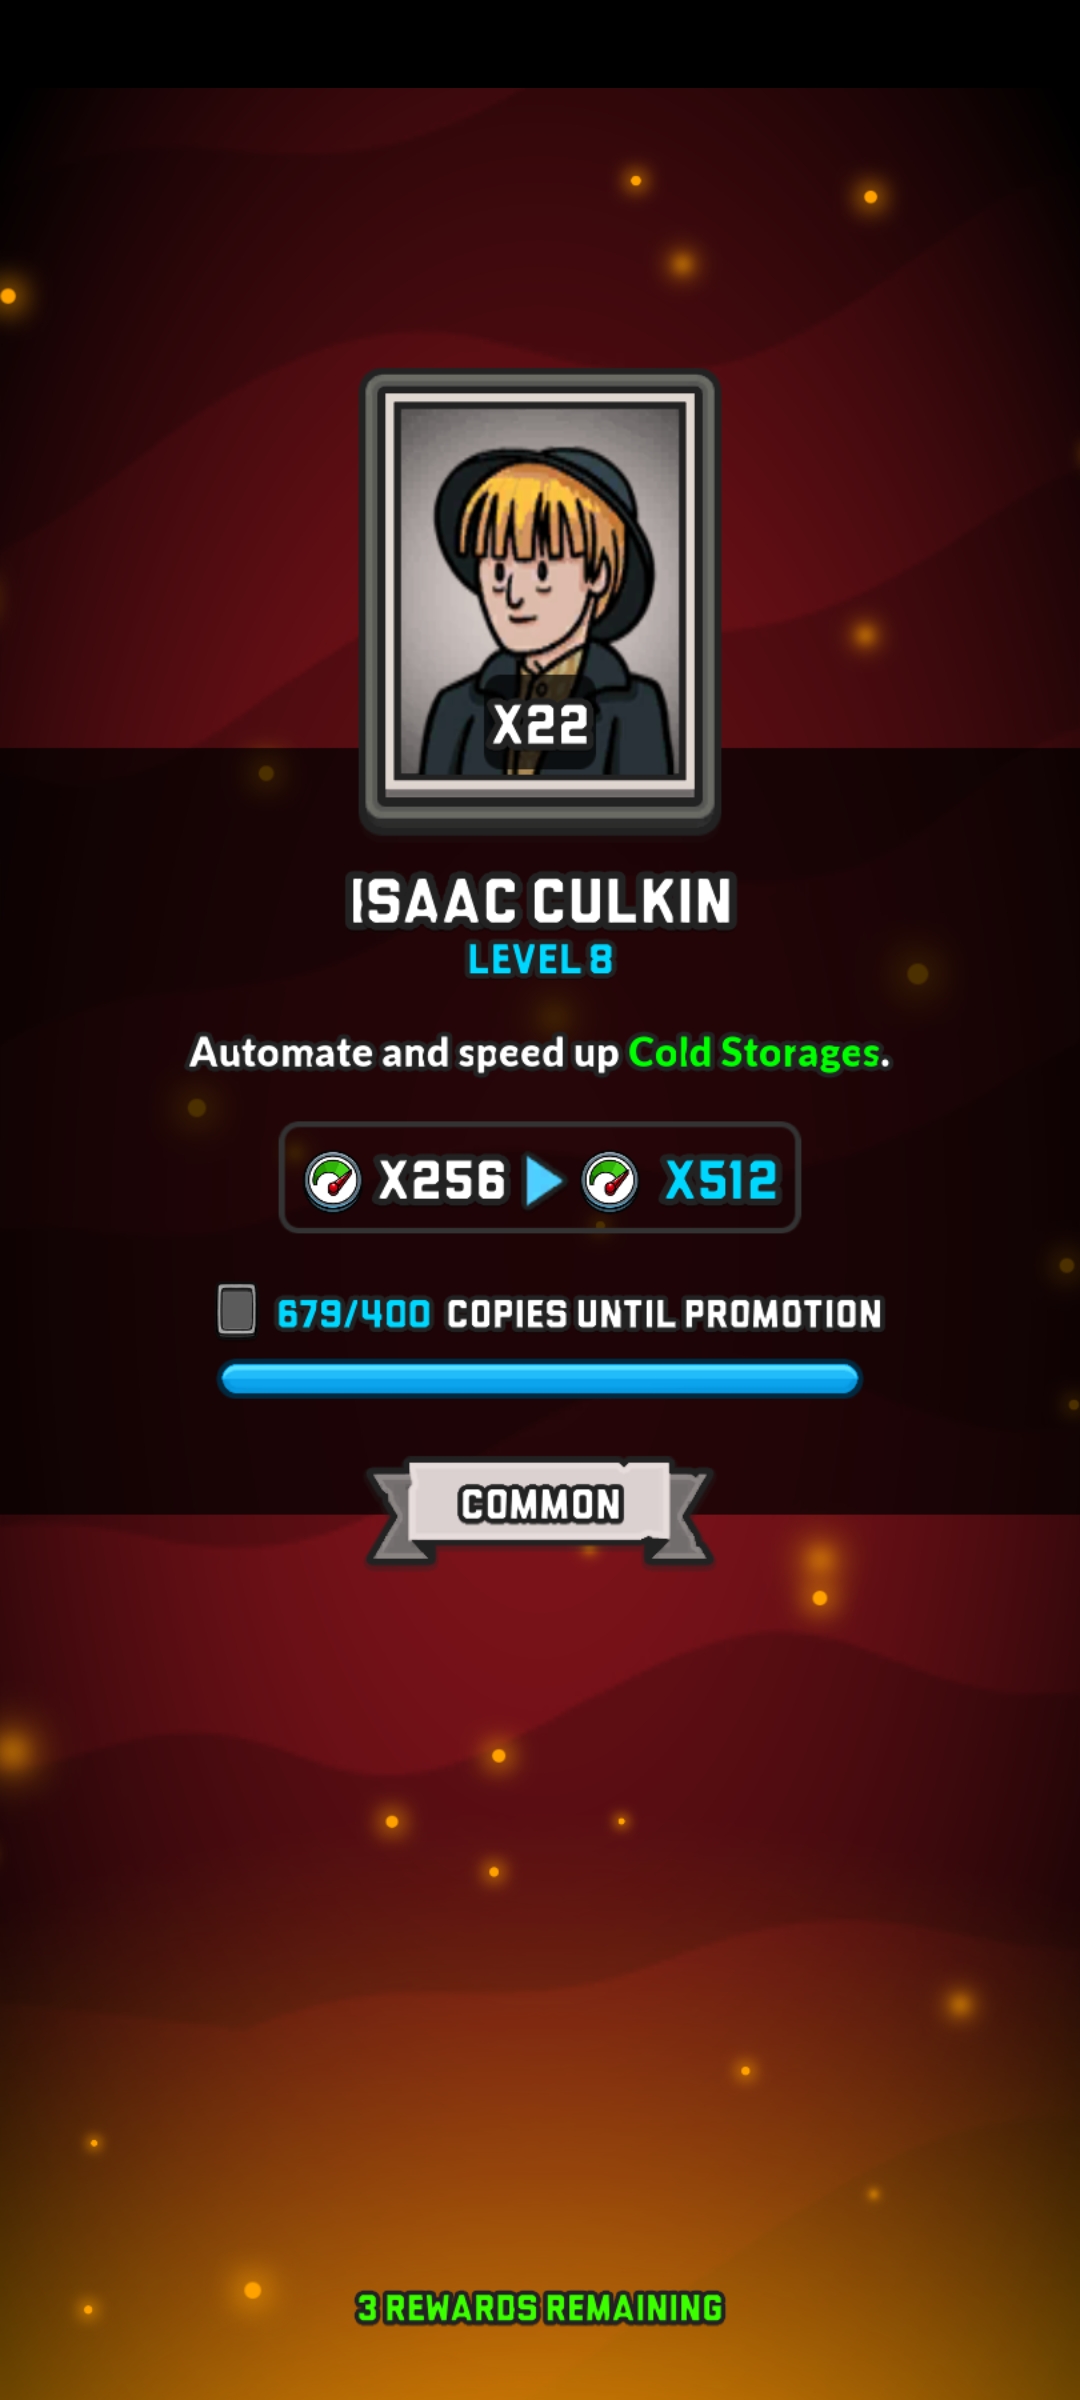 X22
ISAAC CULKIN
LEVEL 8
Automate and speed up Cold Storages.
X256 X512
679/400 COPIES UNTIL PROMOTION
COMMON
3 REWARDS REMAINING